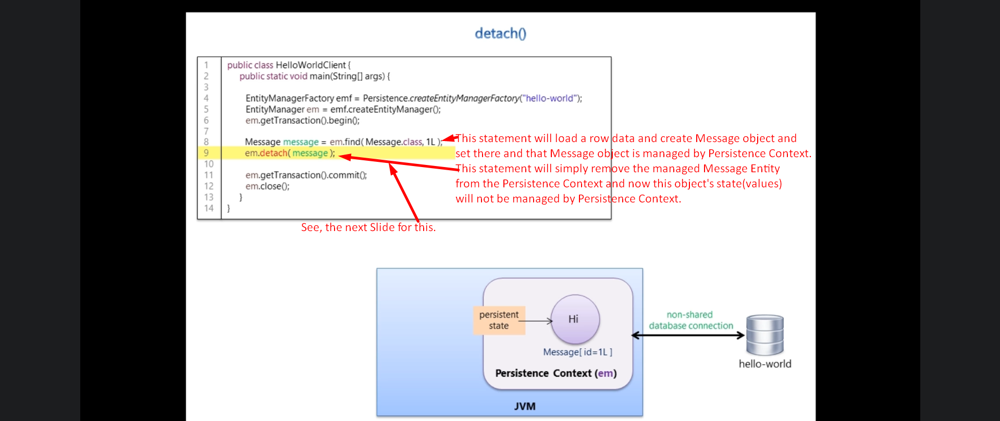 detach()
1 public class HelloWorldClient {
2 public static void main(String[] args) {
3
4 EntityManagerFactory emf = Persistence.createEntityManagerFactory("hello-world");
5 EntityManager em = emf.createEntityManager();
6 em.getTransaction().begin();
7
8 Message message = em.find( Message.class, 1L );
9 em.detach( message );
10
11 em.getTransaction().commit();
12 em.close();
13 }
14 }
This statement will load a row data and create Message object and
set there and that Message object is managed by Persistence Context.
This statement will simply remove the managed Message Entity
from the Persistence Context and now this object's state(values)
will not be managed by Persistence Context.
See, the next Slide for this.
persistent
state
Hi
Message[ id=1L ]
Persistence Context (em)
JVM
non-shared
database connection
hello-world